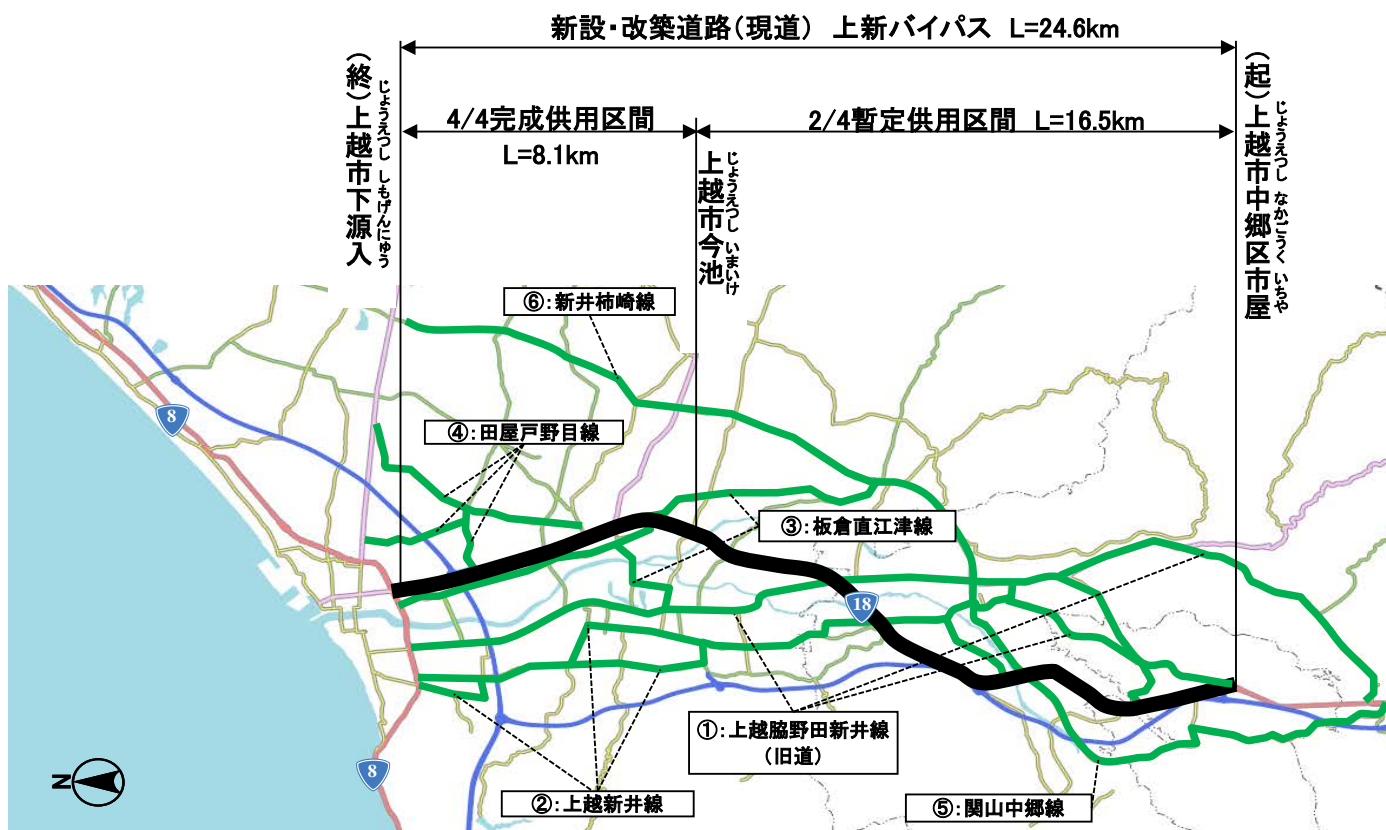 新設・改築道路(現道) 上新バイパス L=24.6km
(終)上越市下源入
じょうえつし しもげんにゅう
4/4完成供用区間
L=8.1km
2/4暫定供用区間 L=16.5km
上越市今池
じょうえつし いまいけ
(起)上越市中郷区市屋
じょうえつし なかごうく いちや
⑥:新井柿崎線
8
④:田屋戸野目線
③:板倉直江津線
18
①:上越脇野田新井線
(旧道)
8
N
②:上越新井線
⑤:関山中郷線